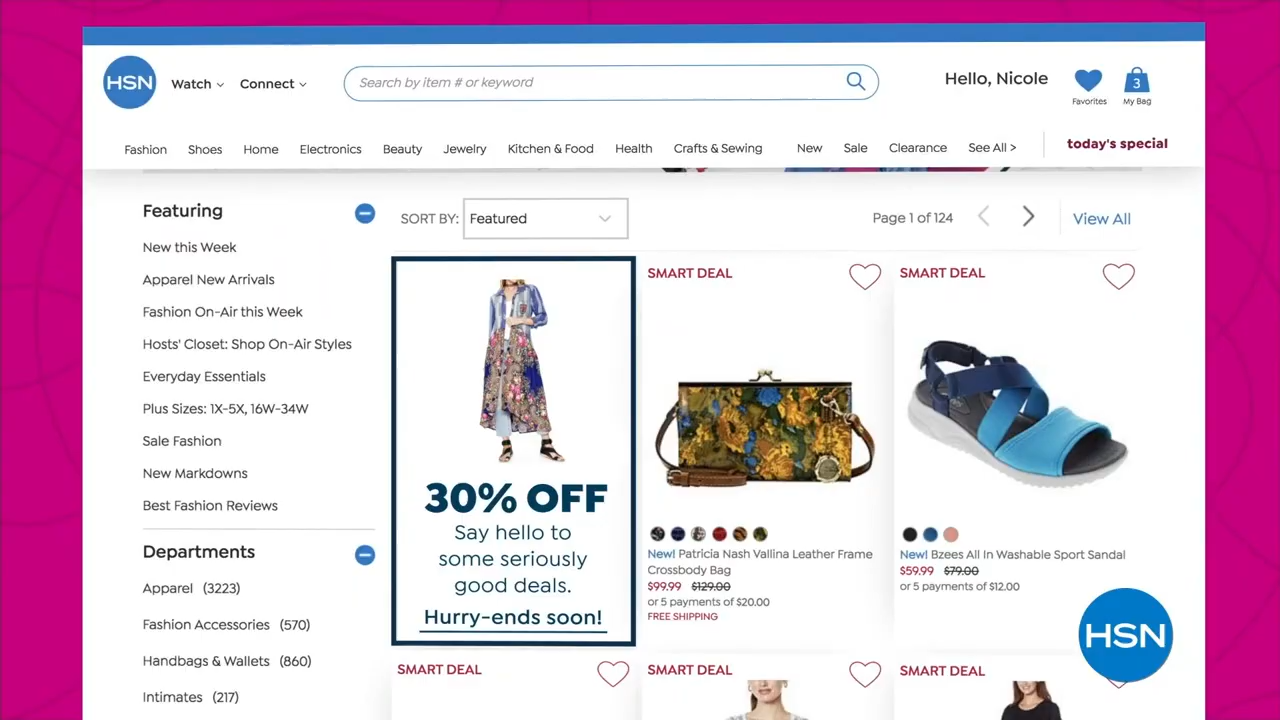 HSN
Watch
Connect
Search by item # or keyword
Hello, Nicole
Favorites
3
My Bag
Fashion
Shoes
Home
Electronics
Beauty
Jewelry
Kitchen & Food
Health
Crafts & Sewing
New
Sale
Clearance
See All >
today's special
Featuring
New this Week
Apparel New Arrivals
Fashion On-Air this Week
Hosts' Closet: Shop On-Air Styles
Everyday Essentials
Plus Sizes: 1X-5X, 16W-34W
Sale Fashion
New Markdowns
Best Fashion Reviews
Departments
Apparel (3223)
Fashion Accessories (570)
Handbags & Wallets (860)
Intimates (217)
SORT BY: Featured
Page 1 of 124
View All
30% OFF
Say hello to
some seriously
good deals.
Hurry-ends soon!
SMART DEAL
New! Patricia Nash Vallina Leather Frame
Crossbody Bag
$99.99 $129.00
or 5 payments of $20.00
FREE SHIPPING
SMART DEAL
New! Bzees All In Washable Sport Sandal
$59.99 $79.00
or 5 payments of $12.00
SMART DEAL
SMART DEAL
SMART DEAL
HSN